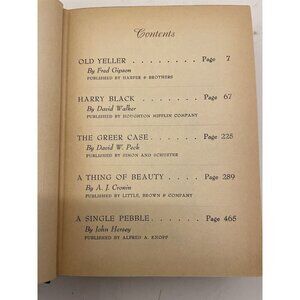 Contents
OLD YELLER . . . . . . . . Page 7
By Fred Gipson
PUBLISHED BY HARPER & BROTHERS
HARRY BLACK . . . . . . . Page 67
By David Walker
PUBLISHED BY HOUGHTON MIFFLIN COMPANY
THE GREER CASE . . . . . Page 225
By David W. Peck
PUBLISHED BY SIMON AND SCHUSTER
A THING OF BEAUTY . . . . Page 289
By A. J. Cronin
PUBLISHED BY LITTLE, BROWN & COMPANY
A SINGLE PEBBLE . . . . . Page 465
By John Hersey
PUBLISHED BY ALFRED A. KNOPF